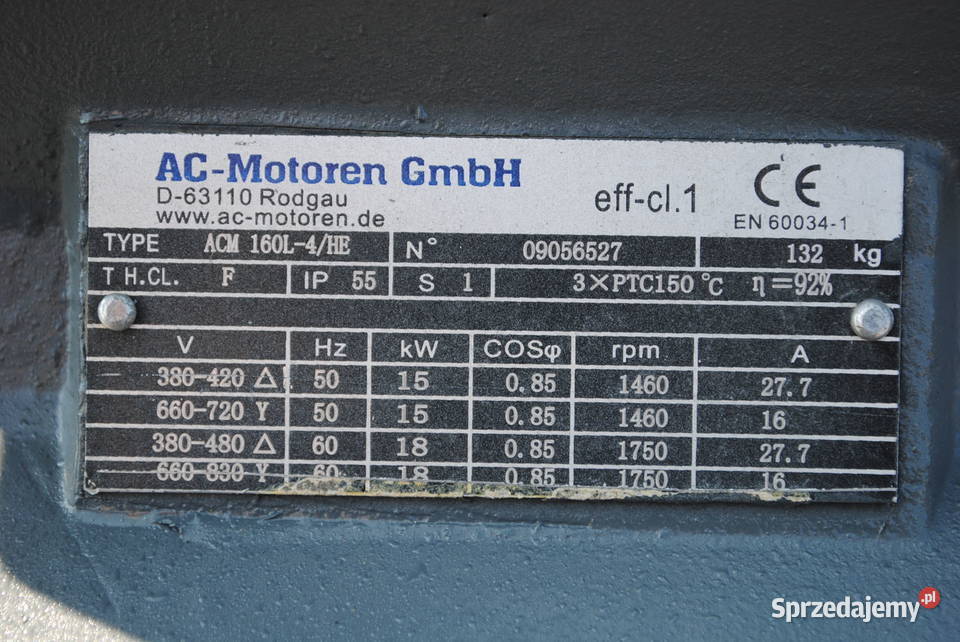 AC-Motoren GmbH
D-63110 Rodgau
www.ac-motoren.de
eff-cl.1
CE
EN 60034-1
TYPE ACM 160L-4/HE N° 09056527 132 kg
TH.CL. F IP 55 S 1 3×PTC150 °C η=92%
V Hz kW COSφ rpm A
380-420 △ 50 15 0.85 1460 27.7
660-720 Y 50 15 0.85 1460 16
380-480 △ 60 18 0.85 1750 27.7
660-830 Y 60 18 0.85 1750 16
Sprzedajemy.pl